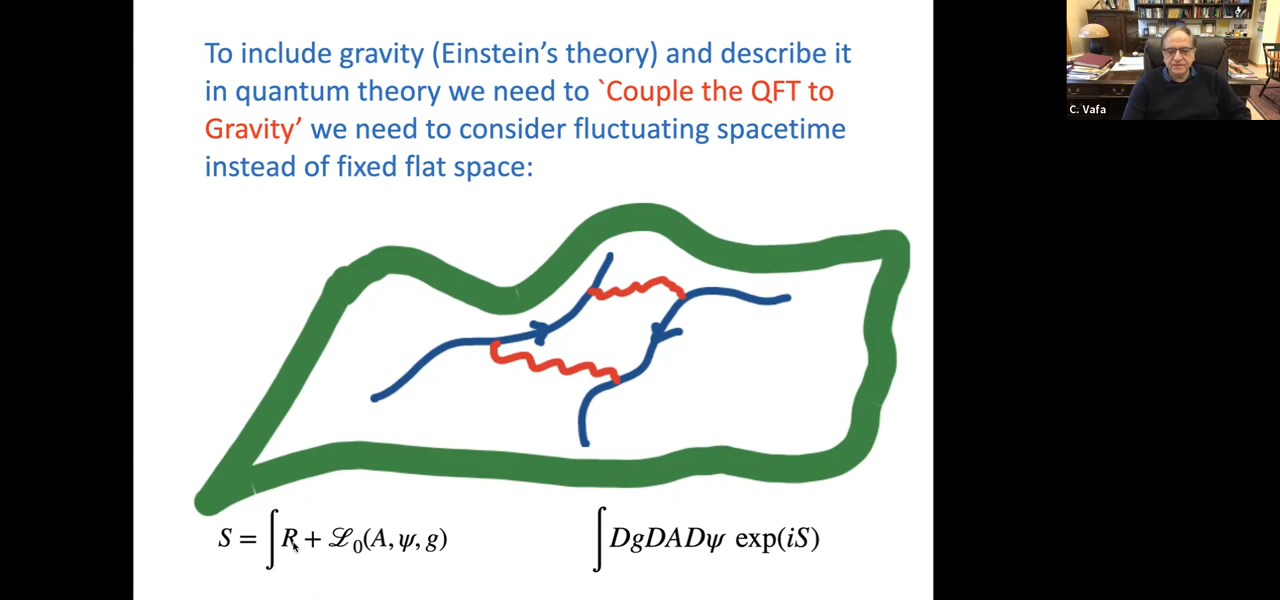 To include gravity (Einstein’s theory) and describe it
in quantum theory we need to `Couple the QFT to
Gravity’ we need to consider fluctuating spacetime
instead of fixed flat space:
S = ∫ R + ℒ₀(A, ψ, g)
∫ DgDADψ exp(iS)
C. Vafa